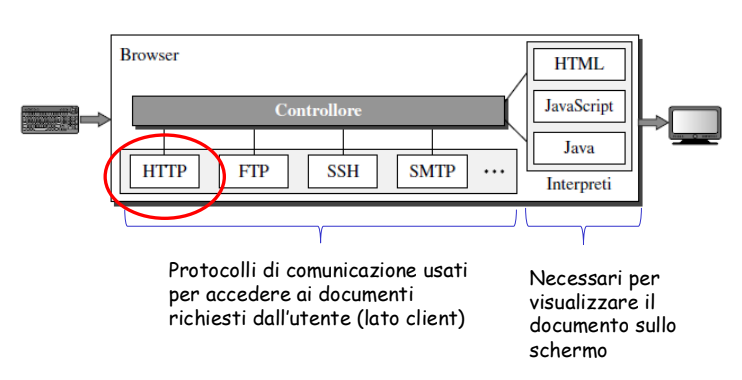 Browser
Controllore
HTTP
FTP
SSH
SMTP
...
HTML
JavaScript
Java
Interpreti
Protocolli di comunicazione usati
per accedere ai documenti
richiesti dall'utente (lato client)
Necessari per
visualizzare il
documento sullo
schermo